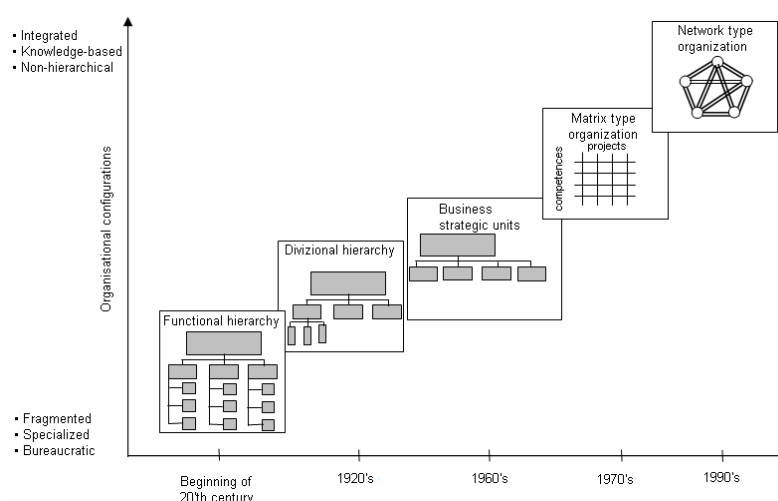 ▪ Integrated
▪ Knowledge-based
▪ Non-hierarchical
Network type
organization
Matrix type
organization
projects
competences
Business
strategic units
Divizional hierarchy
Functional hierarchy
Organisational configurations
▪ Fragmented
▪ Specialized
▪ Bureaucratic
Beginning of
20'th century
1920's
1960's
1970's
1990's